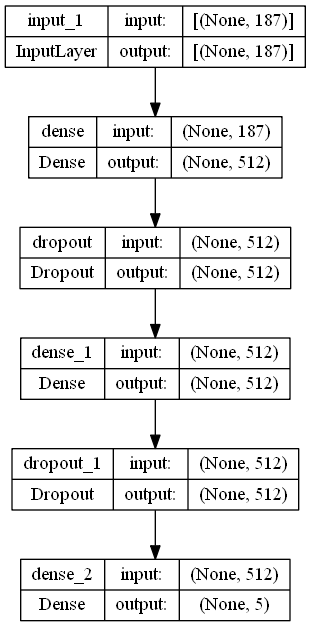 input_1 input: [(None, 187)]
InputLayer output: [(None, 187)]
dense input: (None, 187)
Dense output: (None, 512)
dropout input: (None, 512)
Dropout output: (None, 512)
dense_1 input: (None, 512)
Dense output: (None, 512)
dropout_1 input: (None, 512)
Dropout output: (None, 512)
dense_2 input: (None, 512)
Dense output: (None, 5)